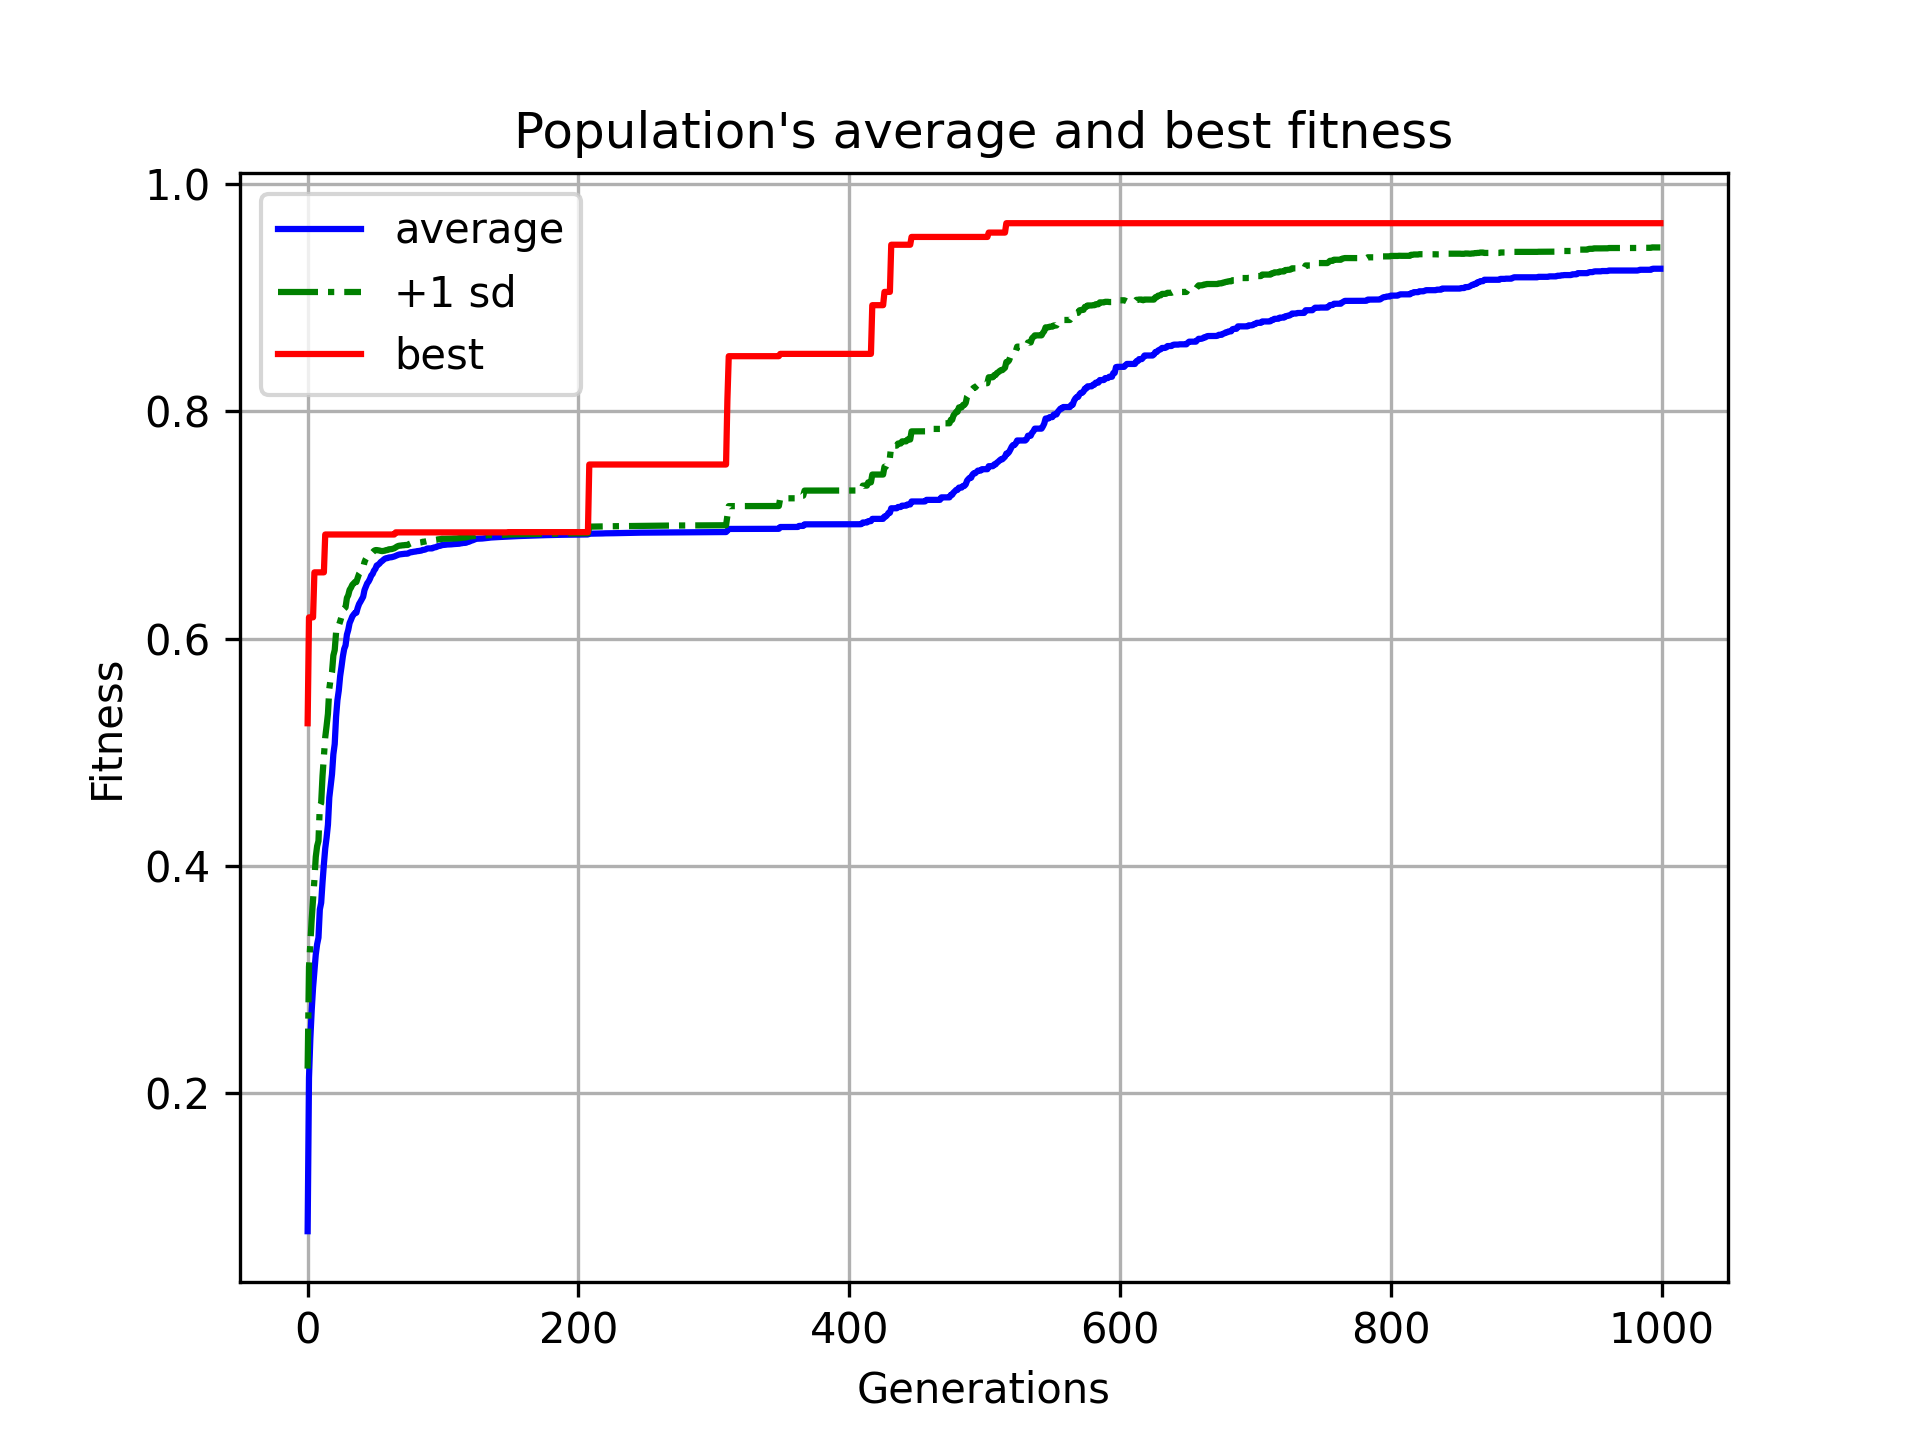 Population's average and best fitness
1.0
0.8
0.6
0.4
0.2
Fitness
average
+1 sd
best
0 200 400 600 800 1000
Generations